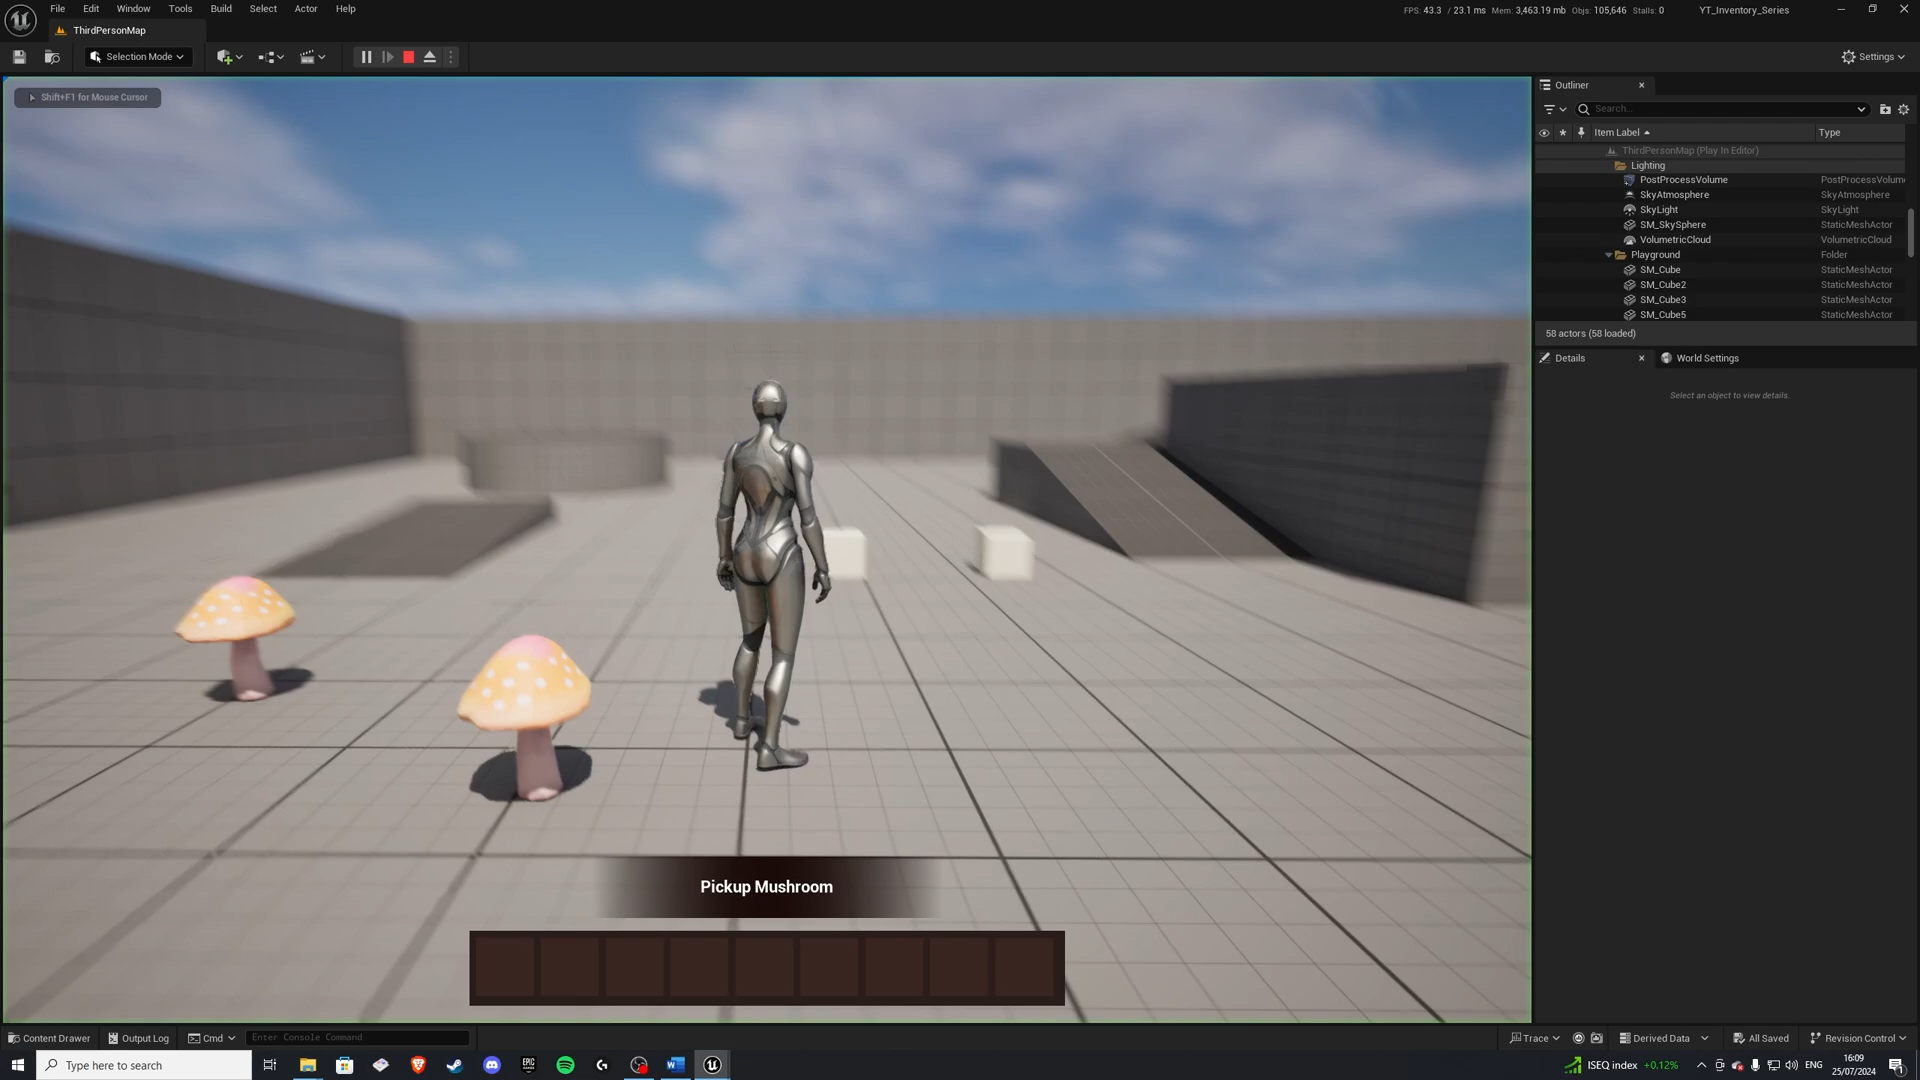 File Edit View Window Tools Build Select Actor Help
FPS: 43.3 / 23.1 ms Mem: 3,463.19 mb Objs: 105,646 Stalls: 0
YT_Inventory_Series
ThirdPersonMap
Selection Mode
Settings
Shift+F1 for Mouse Cursor
Outliner
Search...
Item Label Type
ThirdPersonMap (Play In Editor)
Lighting
PostProcessVolume PostProcessVolum
SkyAtmosphere SkyAtmosphere
SkyLight SkyLight
SM_SkySphere StaticMeshActor
VolumetricCloud VolumetricCloud
Playground Folder
SM_Cube StaticMeshActor
SM_Cube2 StaticMeshActor
SM_Cube3 StaticMeshActor
SM_Cube5 StaticMeshActor
58 actors (58 loaded)
Details World Settings
Select an object to view details.
Pickup Mushroom
Content Drawer Output Log Cmd Enter Console Command
Trace Derived Data All Saved Revision Control
Type here to search
EPIC
ISEQ index +0.12%
ENG
16:09
25/07/2024
1